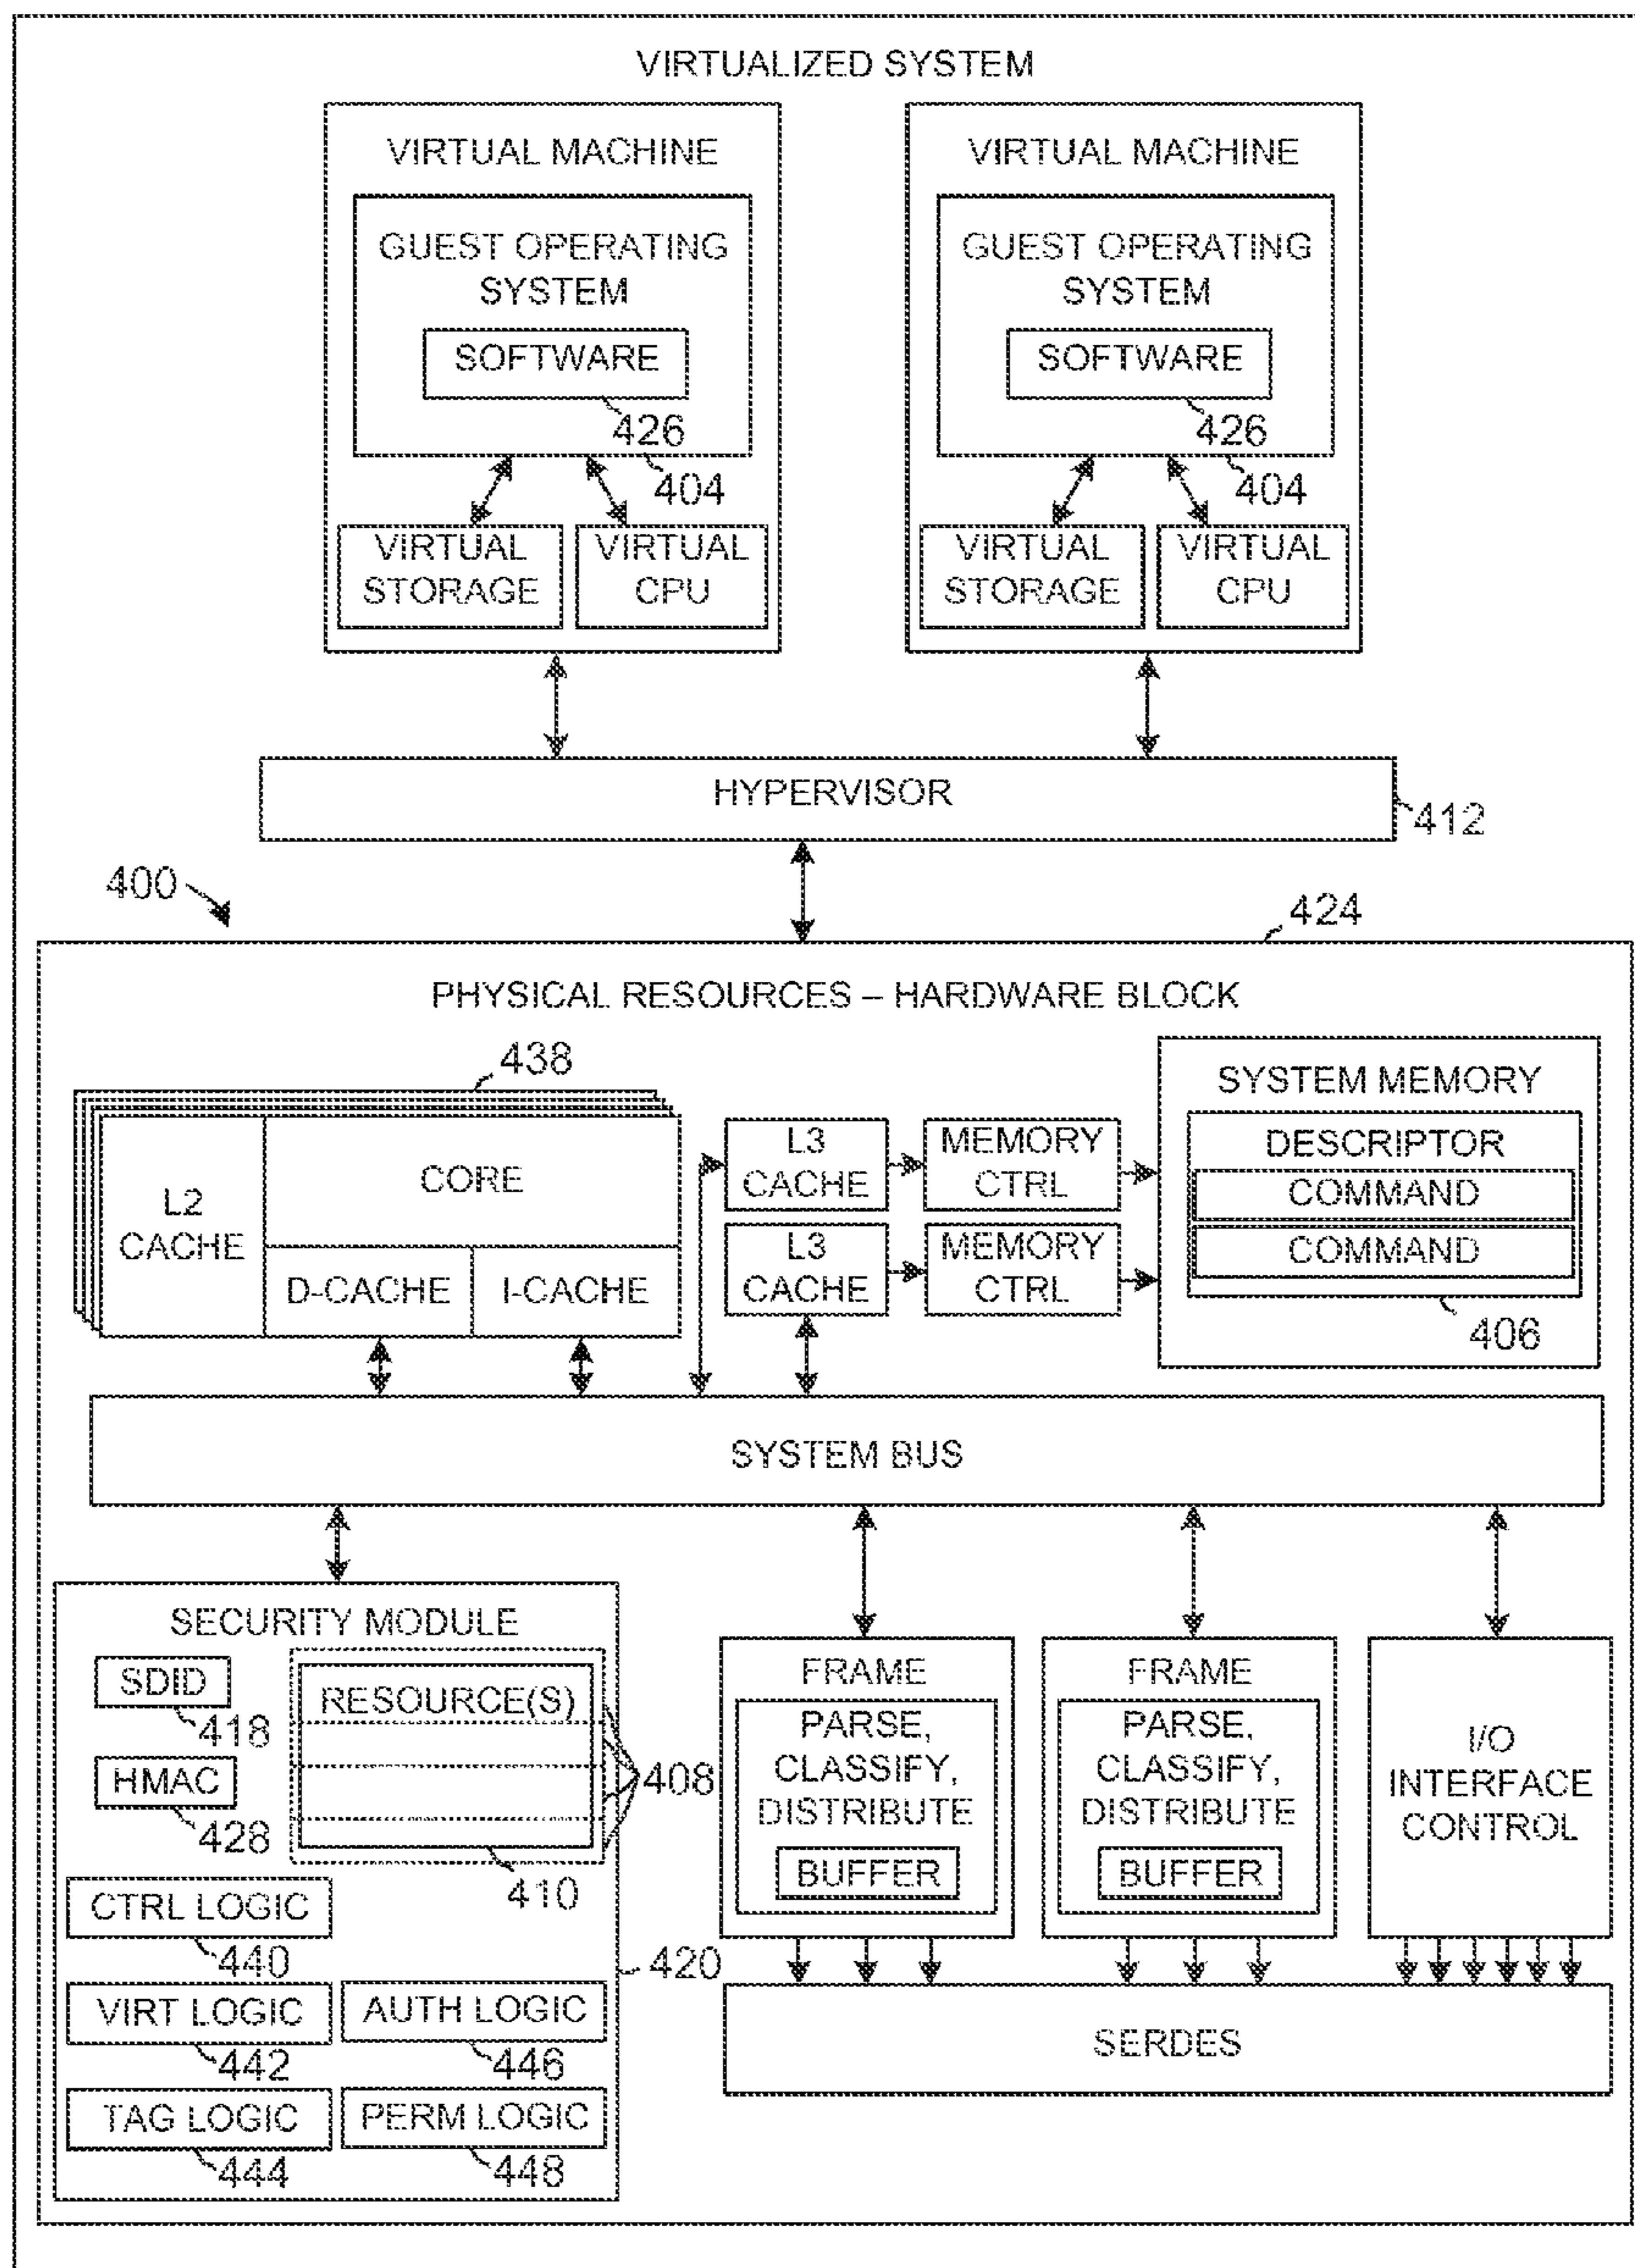 VIRTUALIZED SYSTEM
VIRTUAL MACHINE
GUEST OPERATING
SYSTEM
SOFTWARE
426
404
VIRTUAL
STORAGE
VIRTUAL
CPU
VIRTUAL MACHINE
GUEST OPERATING
SYSTEM
SOFTWARE
426
404
VIRTUAL
STORAGE
VIRTUAL
CPU
HYPERVISOR
412
400
424
PHYSICAL RESOURCES – HARDWARE BLOCK
438
L2
CACHE
CORE
D-CACHE
I-CACHE
L3
CACHE
MEMORY
CTRL
L3
CACHE
MEMORY
CTRL
SYSTEM MEMORY
DESCRIPTOR
COMMAND
COMMAND
406
SYSTEM BUS
SECURITY MODULE
SDID
418
HMAC
428
RESOURCE(S)
408
410
CTRL LOGIC
440
VIRT LOGIC
442
AUTH LOGIC
446
TAG LOGIC
444
PERM LOGIC
448
420
FRAME
PARSE,
CLASSIFY,
DISTRIBUTE
BUFFER
FRAME
PARSE,
CLASSIFY,
DISTRIBUTE
BUFFER
I/O
INTERFACE
CONTROL
SERDES